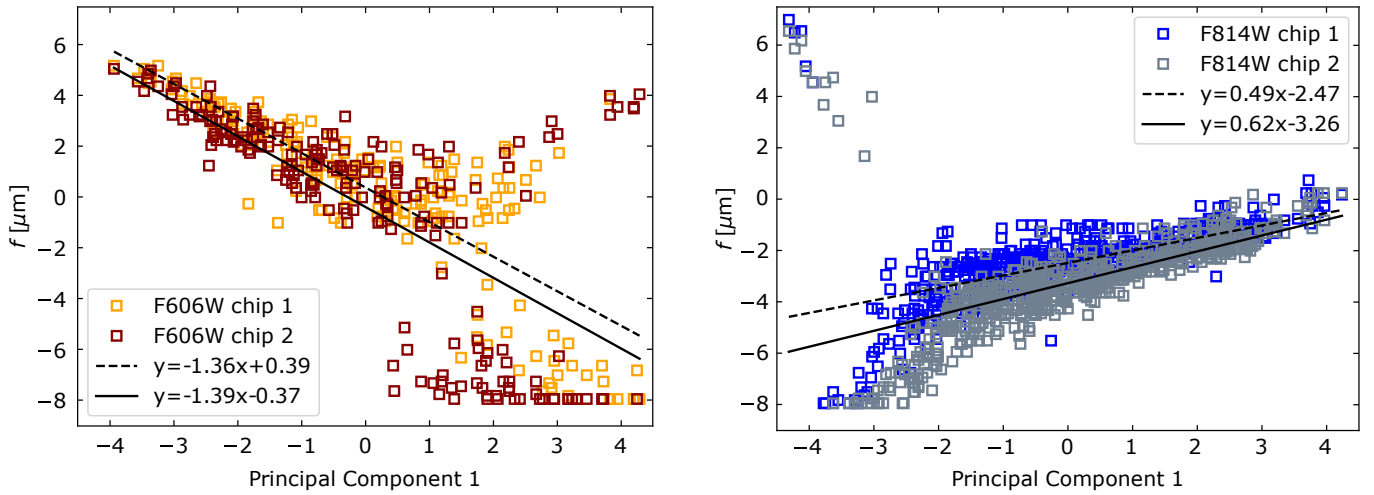 6
4
2
0
−2
−4
−6
−8
f [μm]
F606W chip 1
F606W chip 2
y=-1.36x+0.39
y=-1.39x-0.37
−4 −3 −2 −1 0 1 2 3 4
Principal Component 1
6
4
2
0
−2
−4
−6
−8
f [μm]
F814W chip 1
F814W chip 2
y=0.49x-2.47
y=0.62x-3.26
−4 −3 −2 −1 0 1 2 3 4
Principal Component 1